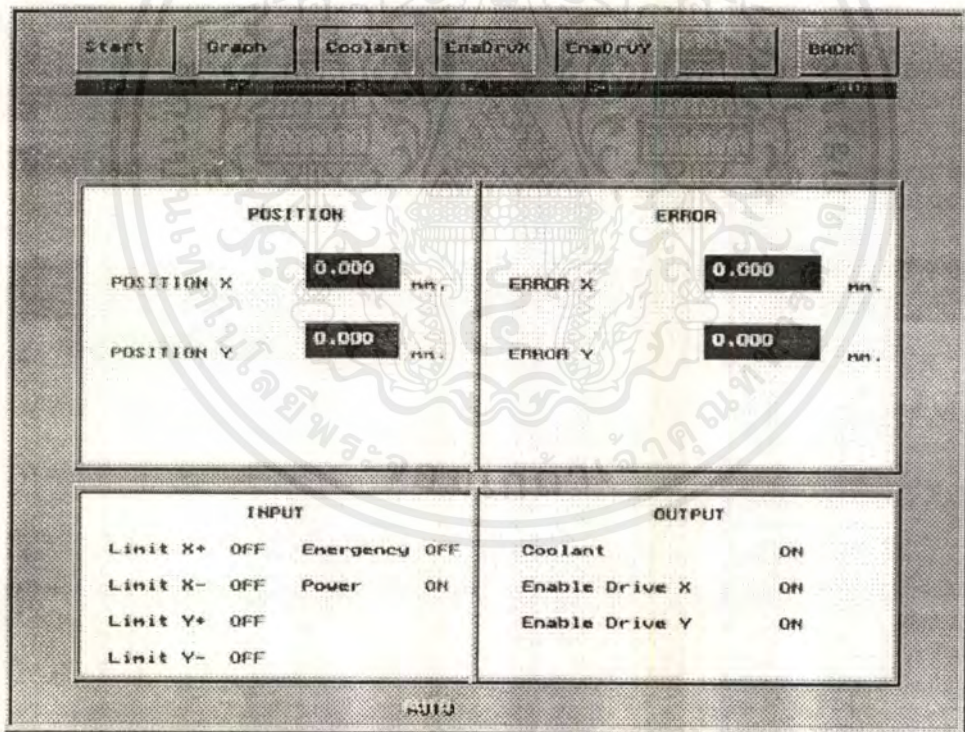 Start Graph Coolant EnaDrvX EnaDrvY BACK
POSITION
POSITION X 0.000 mm.
POSITION Y 0.000 mm.
ERROR
ERROR X 0.000 mm.
ERROR Y 0.000 mm.
INPUT
Limit X+ OFF Emergency OFF
Limit X- OFF Power ON
Limit Y+ OFF
Limit Y- OFF
OUTPUT
Coolant ON
Enable Drive X ON
Enable Drive Y ON
AUTO